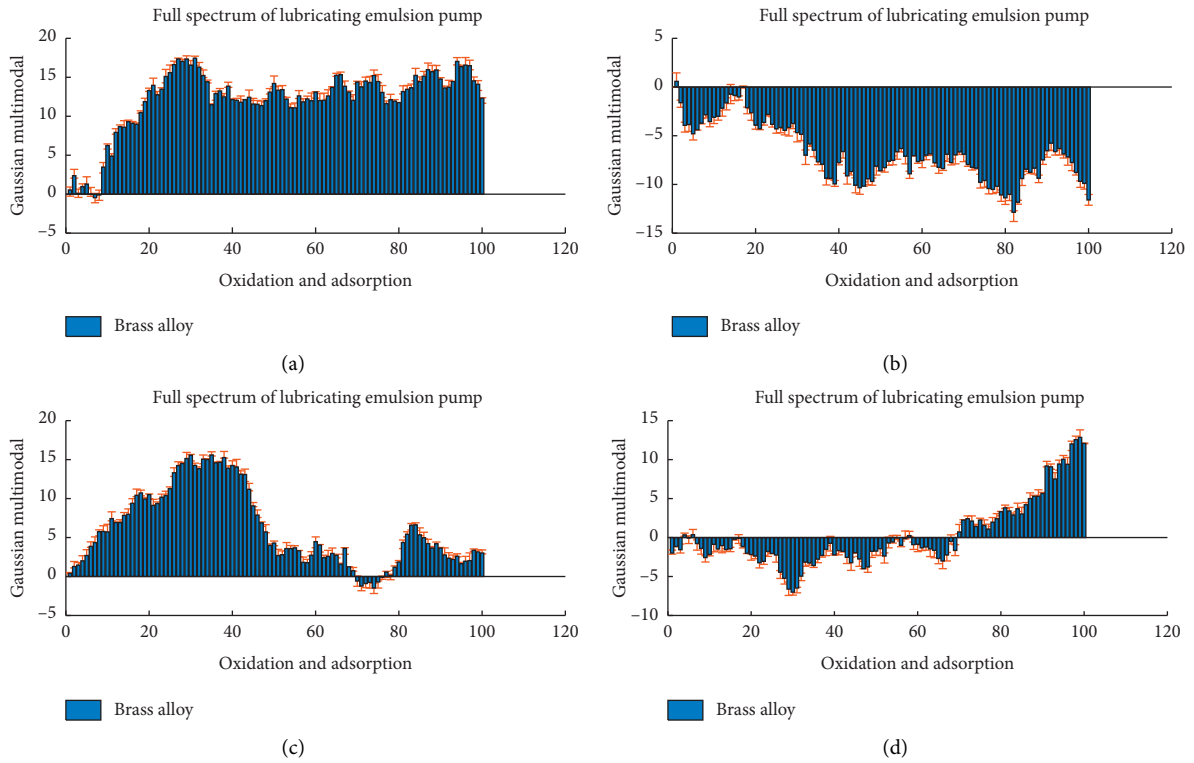 Full spectrum of lubricating emulsion pump
20
15
10
5
0
−5
Gaussian multimodal
0 20 40 60 80 100 120
Oxidation and adsorption
Brass alloy
(a)
Full spectrum of lubricating emulsion pump
5
0
−5
−10
−15
Gaussian multimodal
0 20 40 60 80 100 120
Oxidation and adsorption
Brass alloy
(b)
Full spectrum of lubricating emulsion pump
20
15
10
5
0
−5
Gaussian multimodal
0 20 40 60 80 100 120
Oxidation and adsorption
Brass alloy
(c)
Full spectrum of lubricating emulsion pump
15
10
5
0
−5
−10
Gaussian multimodal
0 20 40 60 80 100 120
Oxidation and adsorption
Brass alloy
(d)